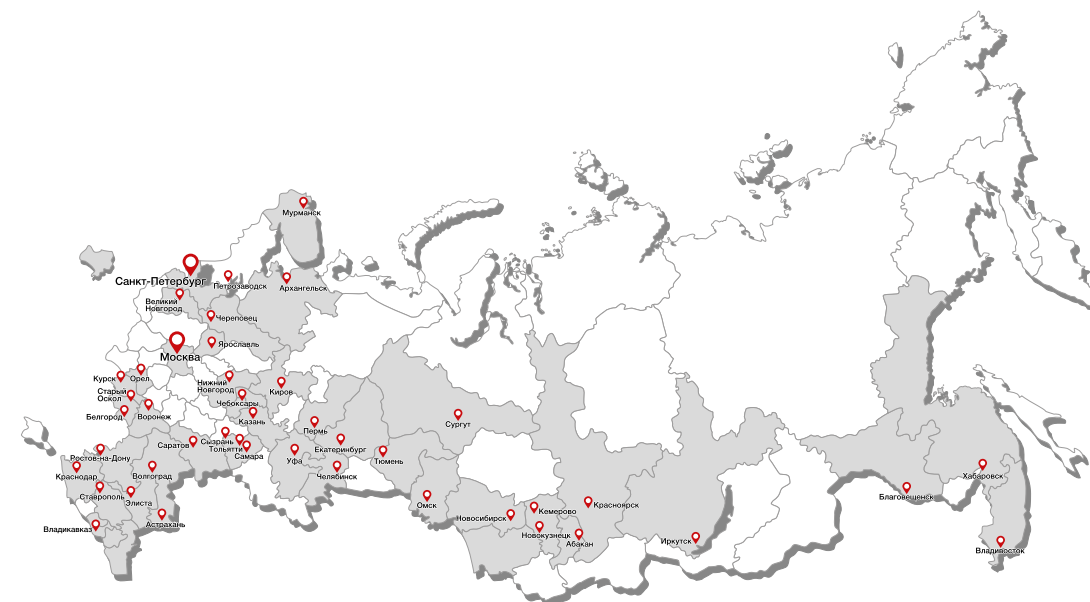 Мурманск
Санкт-Петербург
Петрозаводск
Архангельск
Великий
Новгород
Череповец
Ярославль
Москва
Курск
Орел
Нижний
Новгород
Киров
Старый
Оскол
Чебоксары
Белгород
Воронеж
Казань
Сургут
Пермь
Саратов
Сызрань
Тольятти
Самара
Екатеринбург
Ростов-на-Дону
Уфа
Тюмень
Краснодар
Волгоград
Челябинск
Хабаровск
Ставрополь
Элиста
Омск
Красноярск
Благовещенск
Кемерово
Новосибирск
Астрахань
Владикавказ
Новокузнецк
Абакан
Иркутск
Владивосток